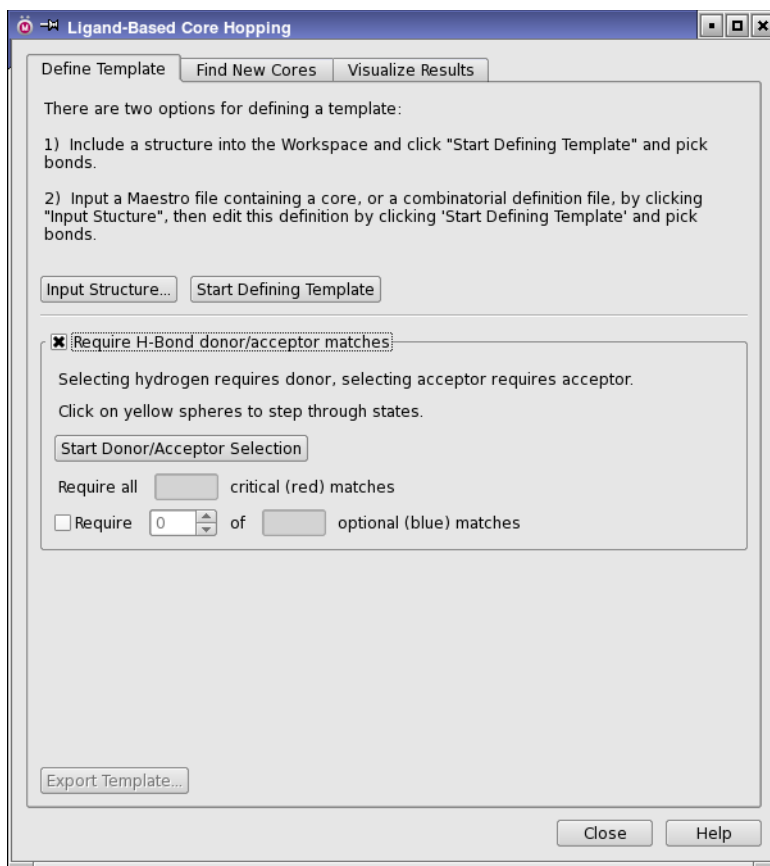 Ligand-Based Core Hopping
Define Template Find New Cores Visualize Results
There are two options for defining a template:
1) Include a structure into the Workspace and click "Start Defining Template" and pick
bonds.
2) Input a Maestro file containing a core, or a combinatorial definition file, by clicking
"Input Stucture", then edit this definition by clicking 'Start Defining Template' and pick
bonds.
Input Structure... Start Defining Template
Require H-Bond donor/acceptor matches
Selecting hydrogen requires donor, selecting acceptor requires acceptor.
Click on yellow spheres to step through states.
Start Donor/Acceptor Selection
Require all critical (red) matches
Require 0 of optional (blue) matches
Export Template...
Close Help